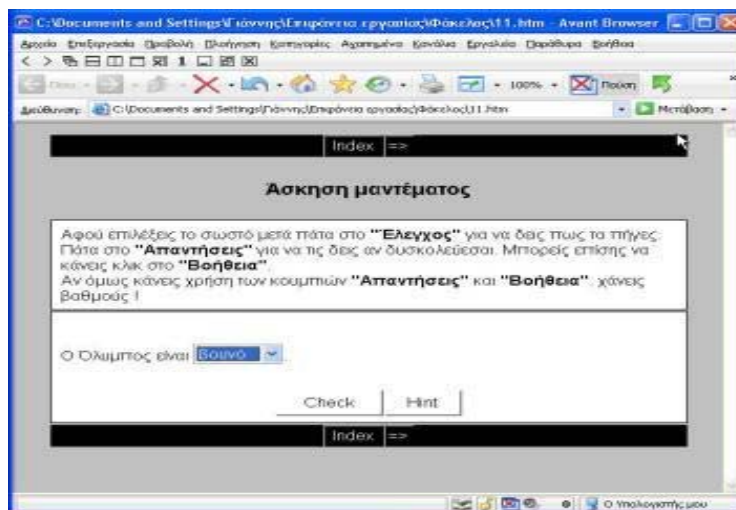 C:\Documents and Settings\Γιάννης\Επιφάνεια εργασίας\Φάκελος\11.htm - Avant Browser
Αρχεία Επεξεργασία Προβολή Πλοήγηση Κατηγορίες Αγαπημένα Κανάλια Εργαλεία Παράθυρα Βοήθεια
100% Παύση
Διεύθυνση: C:\Documents and Settings\Γιάννης\Επιφάνεια εργασίας\Φάκελος\11.htm Μετάβαση
Index =>
Άσκηση μαντέματος
Αφού επιλέξεις το σωστό μετά πάτα στο "Έλεγχος" για να δεις πως τα πήγες.
Πάτα στο "Απαντήσεις" για να τις δεις αν δυσκολεύεσαι. Μπορείς επίσης να
κάνεις κλικ στο "Βοήθεια".
Αν όμως κάνεις χρήση των κουμπιών "Απαντήσεις" και "Βοήθεια", χάνεις
βαθμούς !
Ο Όλυμπος είναι Βουνό
Check Hint
Index =>
Ο Υπολογιστής μου